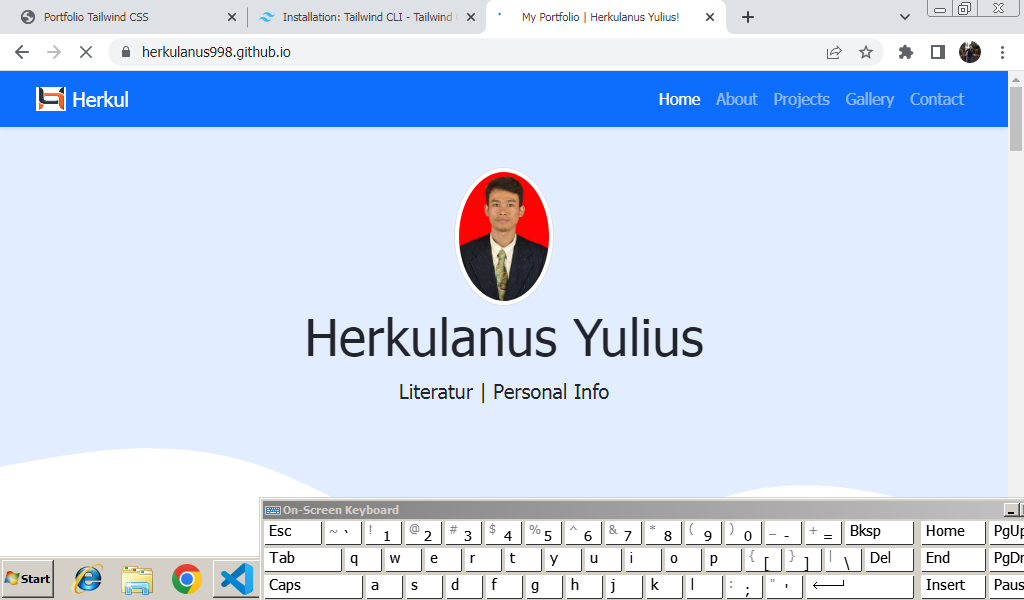 Portfolio Tailwind CSS
Installation: Tailwind CLI - Tailwind
My Portfolio | Herkulanus Yulius!
herkulanus998.github.io
Herkul
Home About Projects Gallery Contact
Herkulanus Yulius
Literatur | Personal Info
On-Screen Keyboard
Esc ~ ` ! 1 @ 2 # 3 $ 4 % 5 ^ 6 & 7 * 8 ( 9 ) 0 _ - + = Bksp Home PgUp
Tab q w e r t y u i o p { [ } ] | \ Del End PgDn
Caps a s d f g h j k l : ; " ' Insert Paus
Start